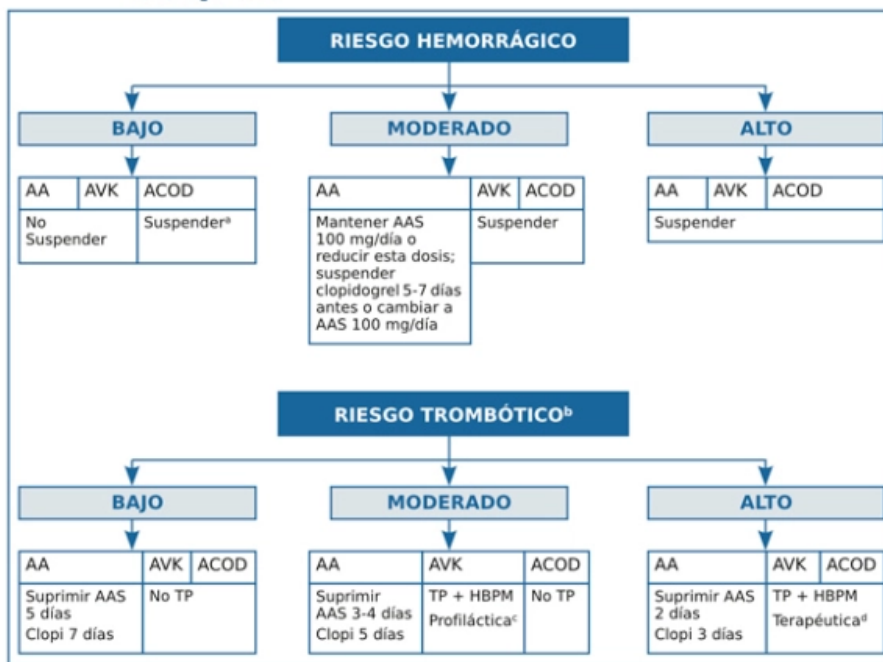 RIESGO HEMORRÁGICO
BAJO
MODERADO
ALTO
AA
AVK
ACOD
No
Suspender
Suspenderᵃ
AA
AVK
ACOD
Mantener AAS
100 mg/día o
reducir esta dosis;
suspender
clopidogrel 5-7 días
antes o cambiar a
AAS 100 mg/día
Suspender
AA
AVK
ACOD
Suspender
RIESGO TROMBÓTICOᵇ
BAJO
MODERADO
ALTO
AA
AVK
ACOD
Suprimir AAS
5 días
Clopi 7 días
No TP
AA
AVK
ACOD
Suprimir
AAS 3-4 días
Clopi 5 días
TP + HBPM
Profilácticaᶜ
No TP
AA
AVK
ACOD
Suprimir AAS
2 días
Clopi 3 días
TP + HBPM
Terapéuticaᵈ